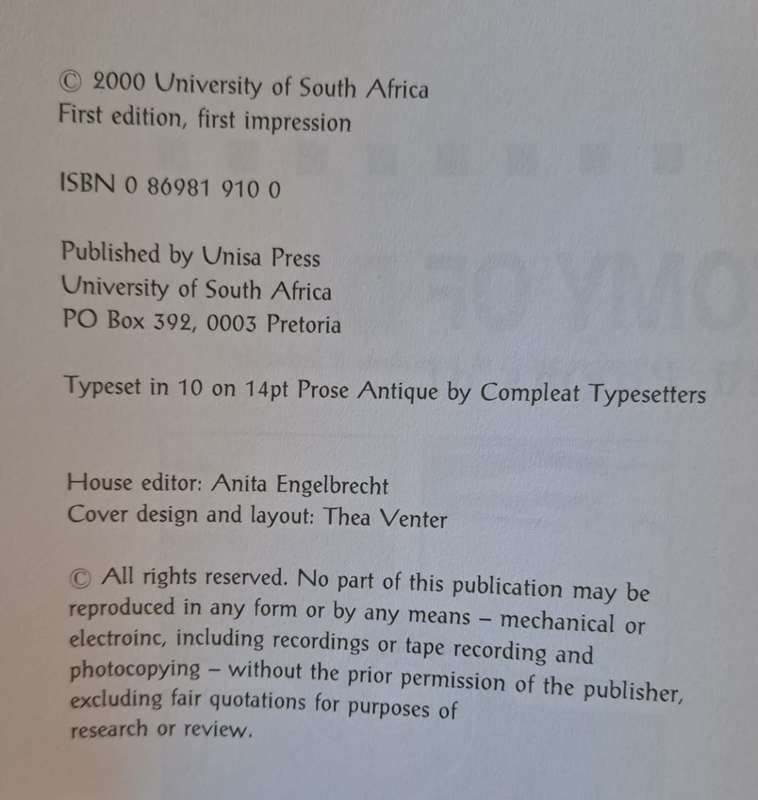 © 2000 University of South Africa
First edition, first impression
ISBN 0 86981 910 0
Published by Unisa Press
University of South Africa
PO Box 392, 0003 Pretoria
Typeset in 10 on 14pt Prose Antique by Compleat Typesetters
House editor: Anita Engelbrecht
Cover design and layout: Thea Venter
© All rights reserved. No part of this publication may be
reproduced in any form or by any means – mechanical or
electroinc, including recordings or tape recording and
photocopying – without the prior permission of the publisher,
excluding fair quotations for purposes of
research or review.